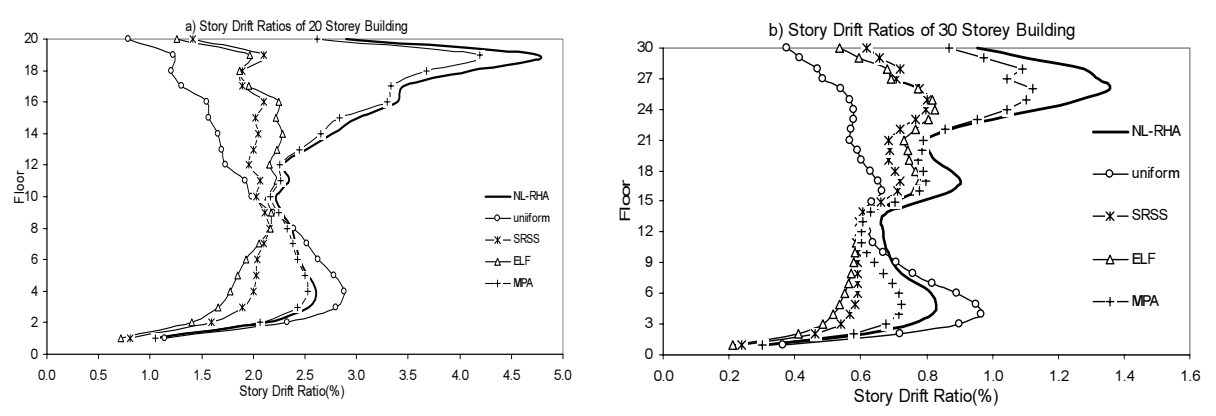 a) Story Drift Ratios of 20 Storey Building
20
18
16
14
12
10
8
6
4
2
0
Floor
0.0 0.5 1.0 1.5 2.0 2.5 3.0 3.5 4.0 4.5 5.0
Story Drift Ratio(%)
NL-RHA
uniiform
SRSS
ELF
MPA
b) Story Drift Ratios of 30 Storey Building
30
27
24
21
18
15
12
9
6
3
0
Floor
0.0 0.2 0.4 0.6 0.8 1.0 1.2 1.4 1.6
Story Drift Ratio(%)
NL-RHA
uniform
SRSS
ELF
MPA